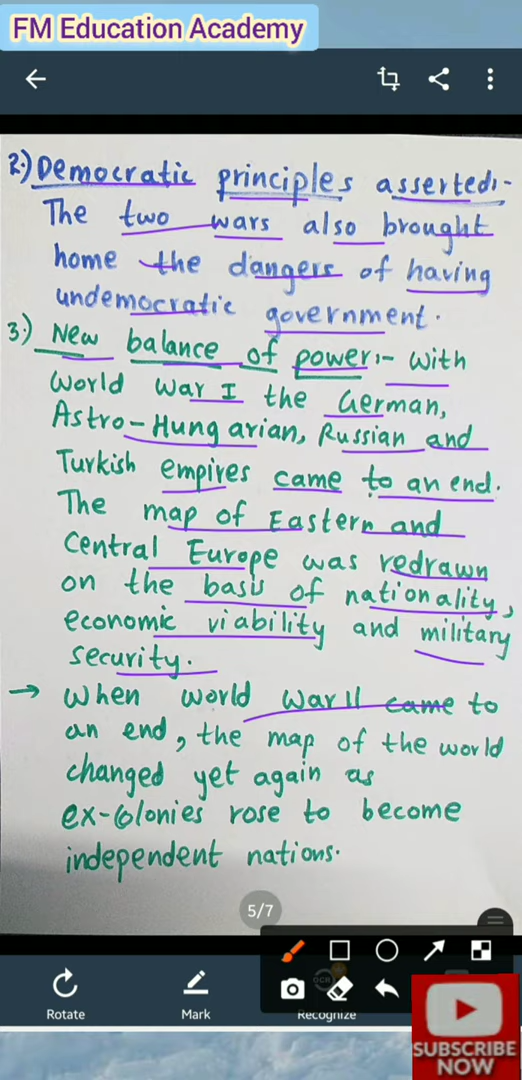 FM Education Academy
2.) Democratic principles asserted:-
The two wars also brought
home the dangers of having
undemocratic government.
3.) New balance of power:- with
World War I the German,
Astro-Hungarian, Russian and
Turkish empires came to an end.
The map of Eastern and
Central Europe was redrawn
on the basis of nationality,
economic viability and military
security.
→ When world war II came to
an end, the map of the world
changed yet again as
ex-colonies rose to become
independent nations.
5/7
OCR
Rotate
Mark
Recognize
SUBSCRIBE
NOW